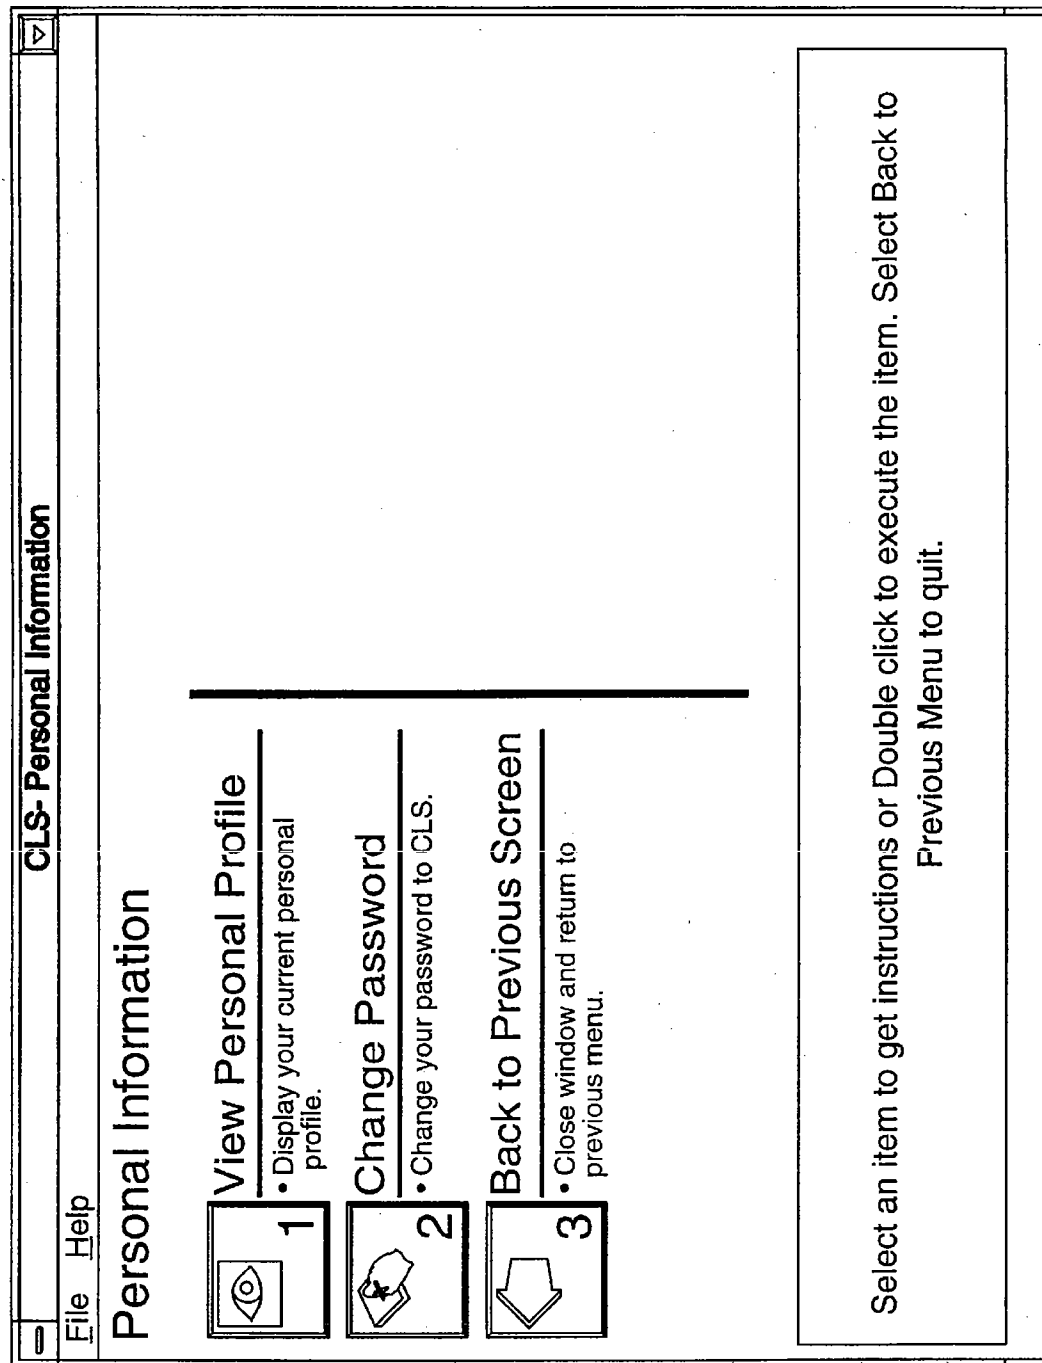 CLS- Personal Information
File Help
Personal Information
1
View Personal Profile
• Display your current personal
profile.
2
Change Password
• Change your password to CLS.
3
Back to Previous Screen
• Close window and return to
previous menu.
Select an item to get instructions or Double click to execute the item. Select Back to
Previous Menu to quit.